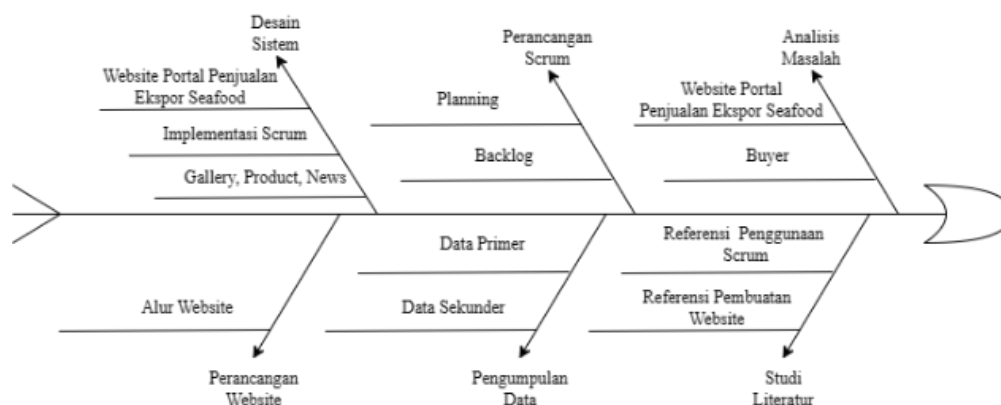 Desain
Sistem
Website Portal Penjualan
Ekspor Seafood
Implementasi Scrum
Gallery, Product, News
Perancangan
Scrum
Planning
Backlog
Analisis
Masalah
Website Portal
Penjualan Ekspor Seafood
Buyer
Alur Website
Perancangan
Website
Data Primer
Data Sekunder
Pengumpulan
Data
Referensi Penggunaan
Scrum
Referensi Pembuatan
Website
Studi
Literatur